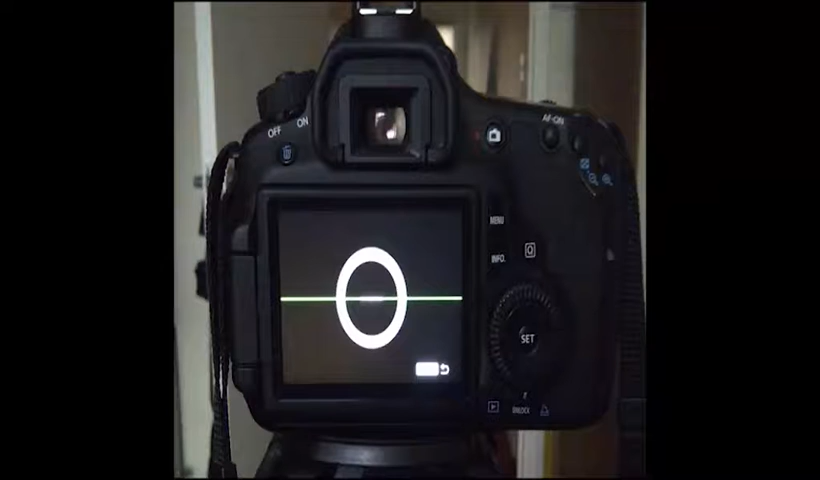 OFF ON
AF-ON
MENU
INFO.
Q
SET
UNLOCK